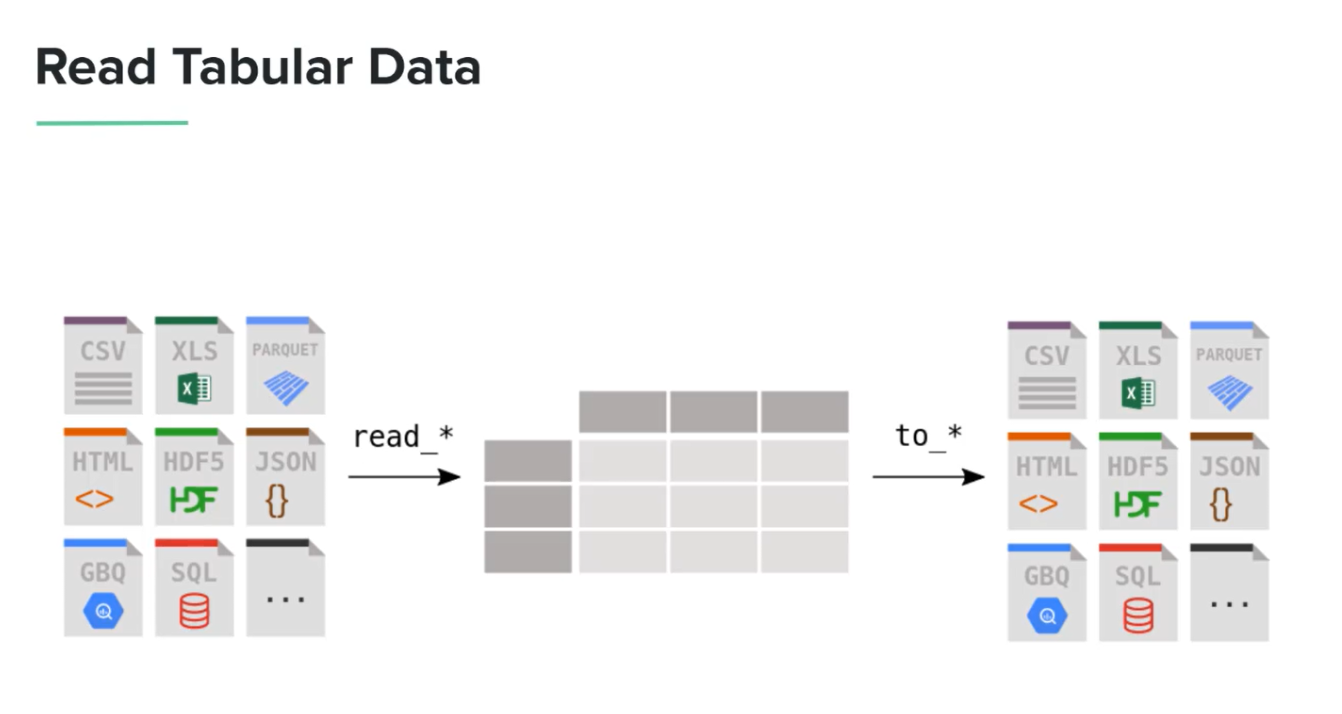 Read Tabular Data
CSV XLS PARQUET
X
HTML HDF5 JSON
<> HDF {}
GBQ SQL
...
read_*
to_*
CSV XLS PARQUET
X
HTML HDF5 JSON
<> HDF {}
GBQ SQL
...